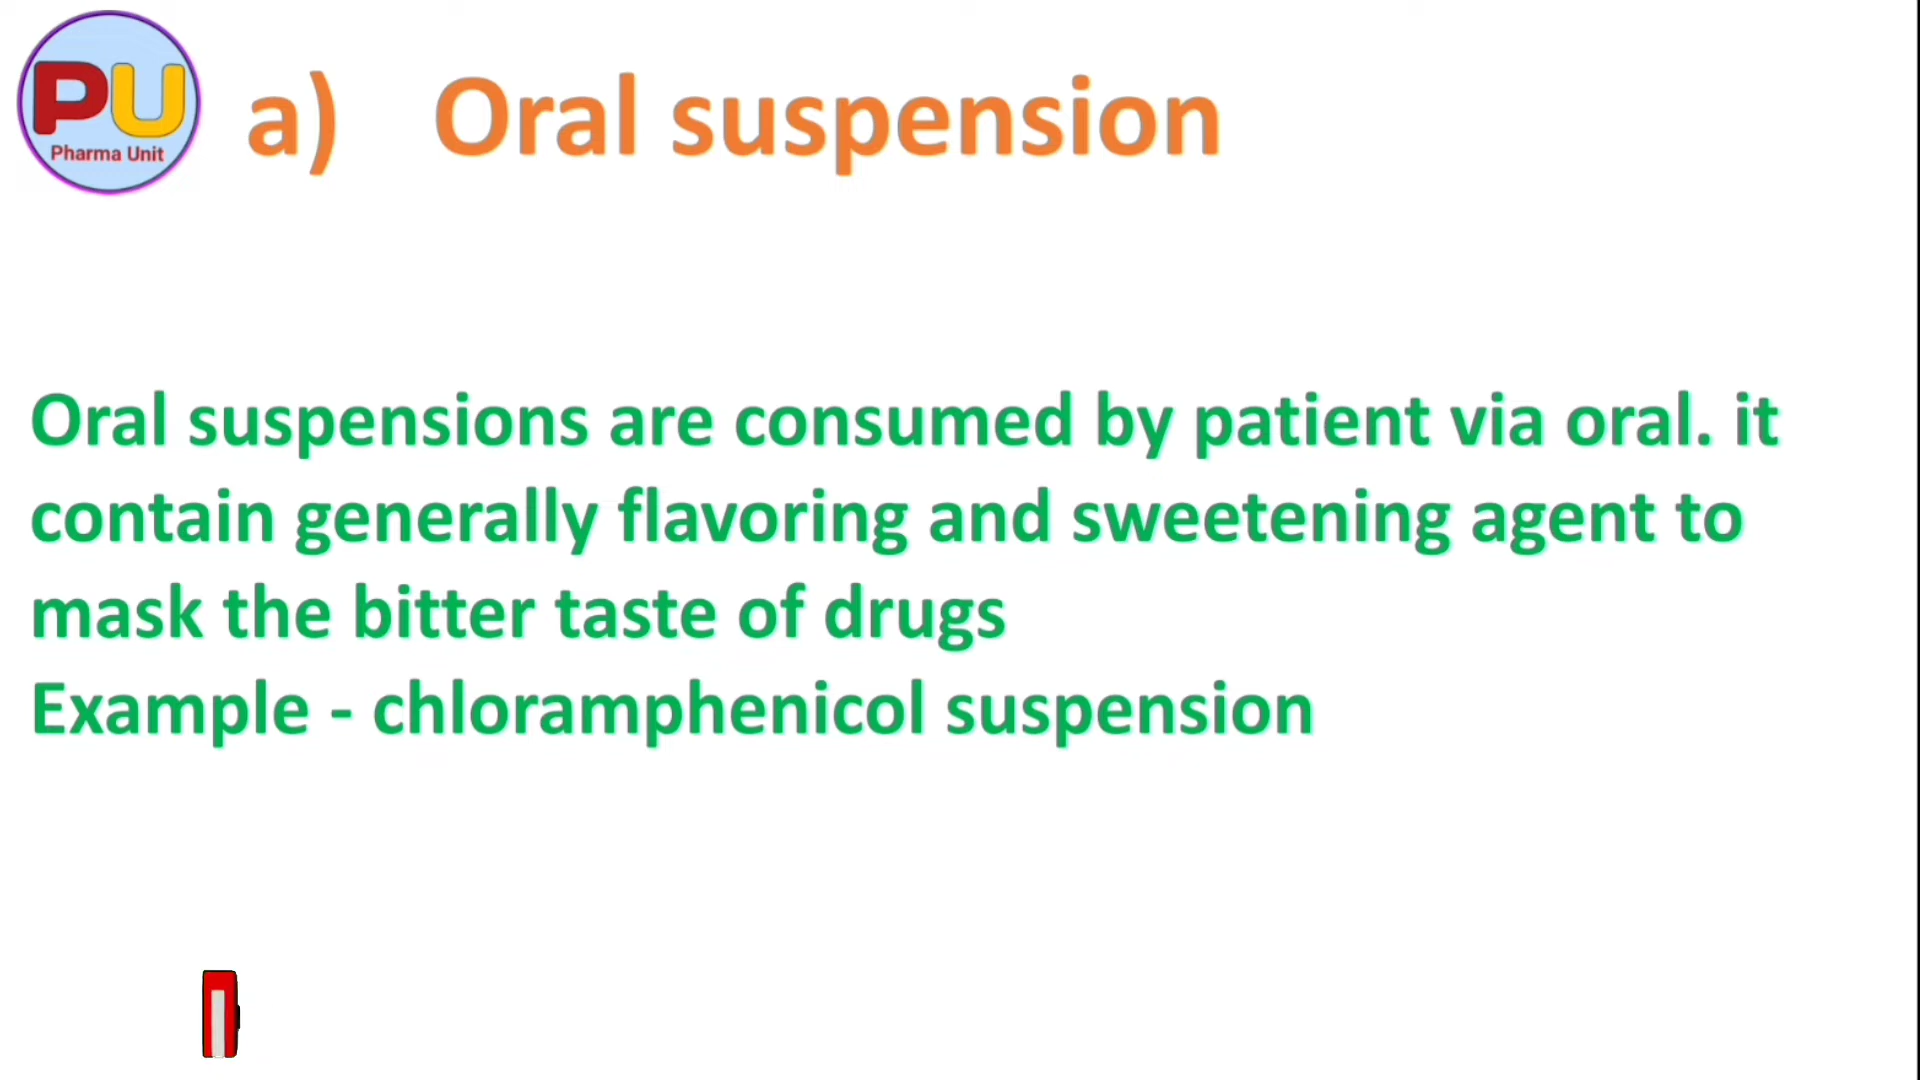 PU
Pharma Unit
a) Oral suspension
Oral suspensions are consumed by patient via oral. it
contain generally flavoring and sweetening agent to
mask the bitter taste of drugs
Example - chloramphenicol suspension